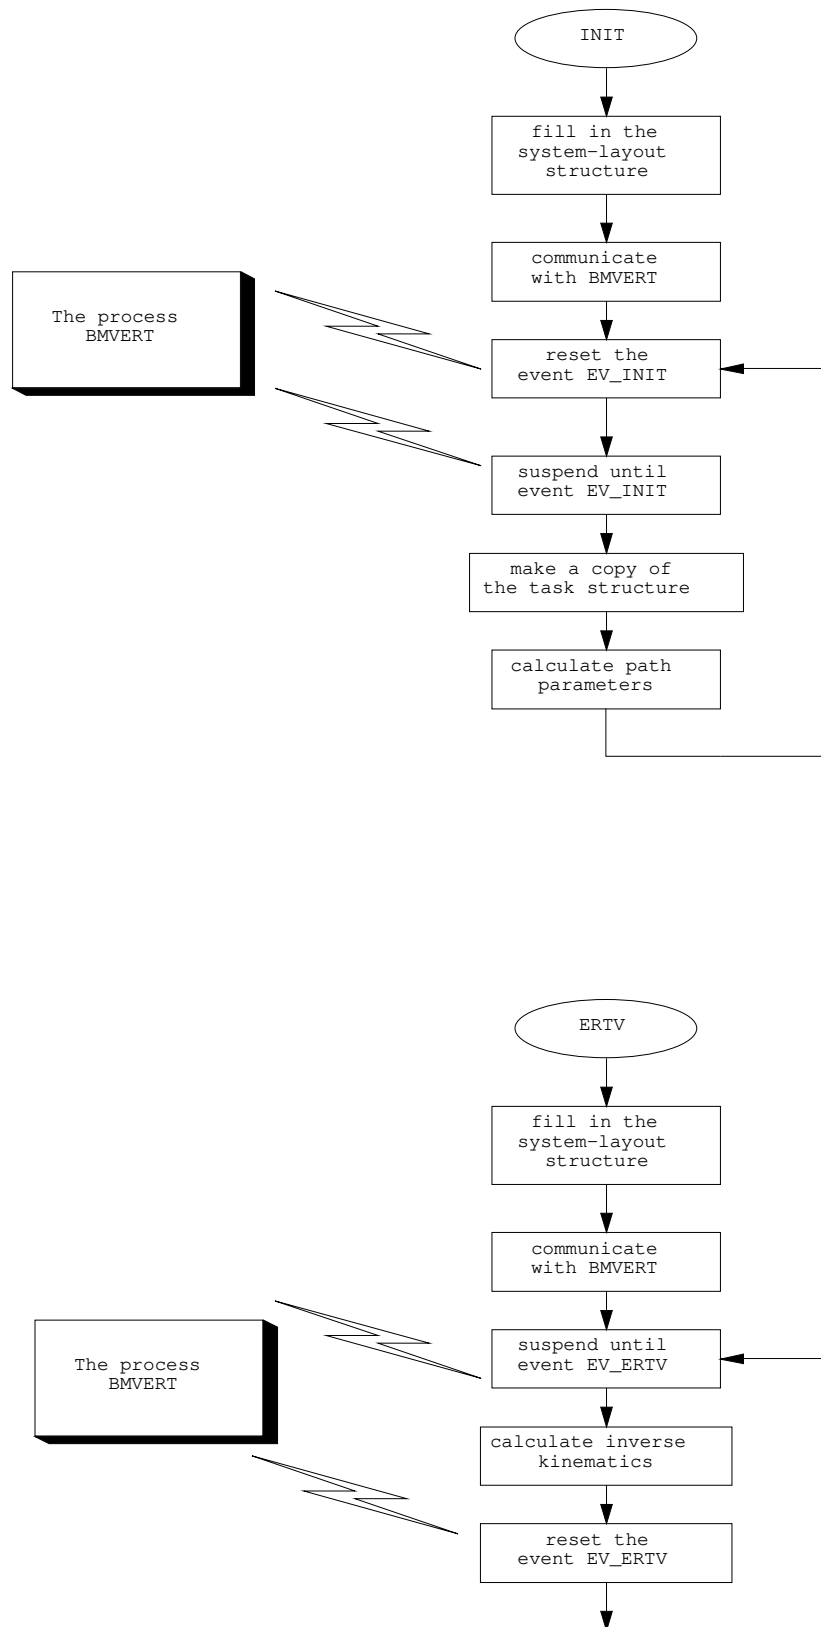 INIT
fill in the
system-layout
structure
communicate
with BMVERT
The process
BMVERT
reset the
event EV_INIT
suspend until
event EV_INIT
make a copy of
the task structure
calculate path
parameters
ERTV
fill in the
system-layout
structure
communicate
with BMVERT
suspend until
event EV_ERTV
The process
BMVERT
calculate inverse
kinematics
reset the
event EV_ERTV